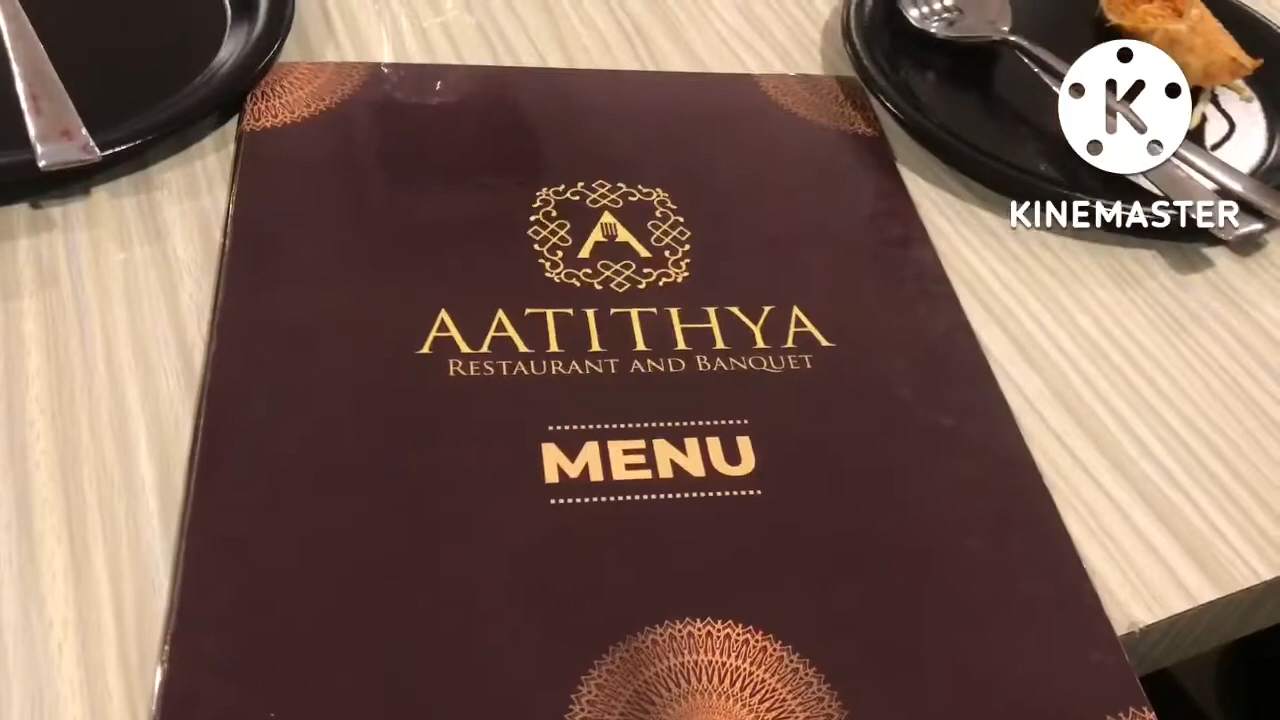 K
KINEMASTER
A
AATITHYA
RESTAURANT AND BANQUET
MENU